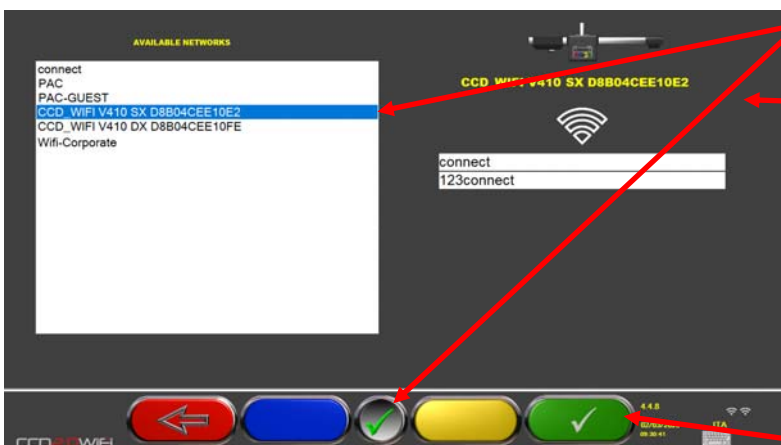 AVAILABLE NETWORKS
connect
PAC
PAC-GUEST
CCD_WIFI V410 SX D8B04CEE10E2
CCD_WIFI V410 DX D8B04CEE10FE
Wifi-Corporate
CCD_WIFI V410 SX D8B04CEE10E2
connect
123connect
4.4.8
ITA